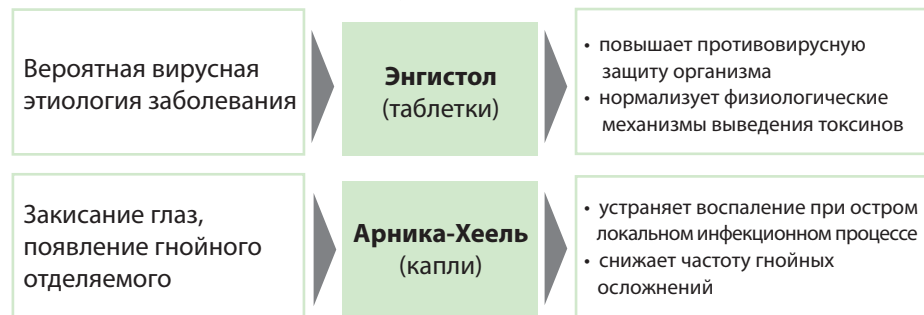 Вероятная вирусная
этиология заболевания
Энгистол
(таблетки)
• повышает противовирусную
защиту организма
• нормализует физиологические
механизмы выведения токсинов
Закисание глаз,
появление гнойного
отделяемого
Арника-Хеель
(капли)
• устраняет воспаление при остром
локальном инфекционном процессе
• снижает частоту гнойных
осложнений